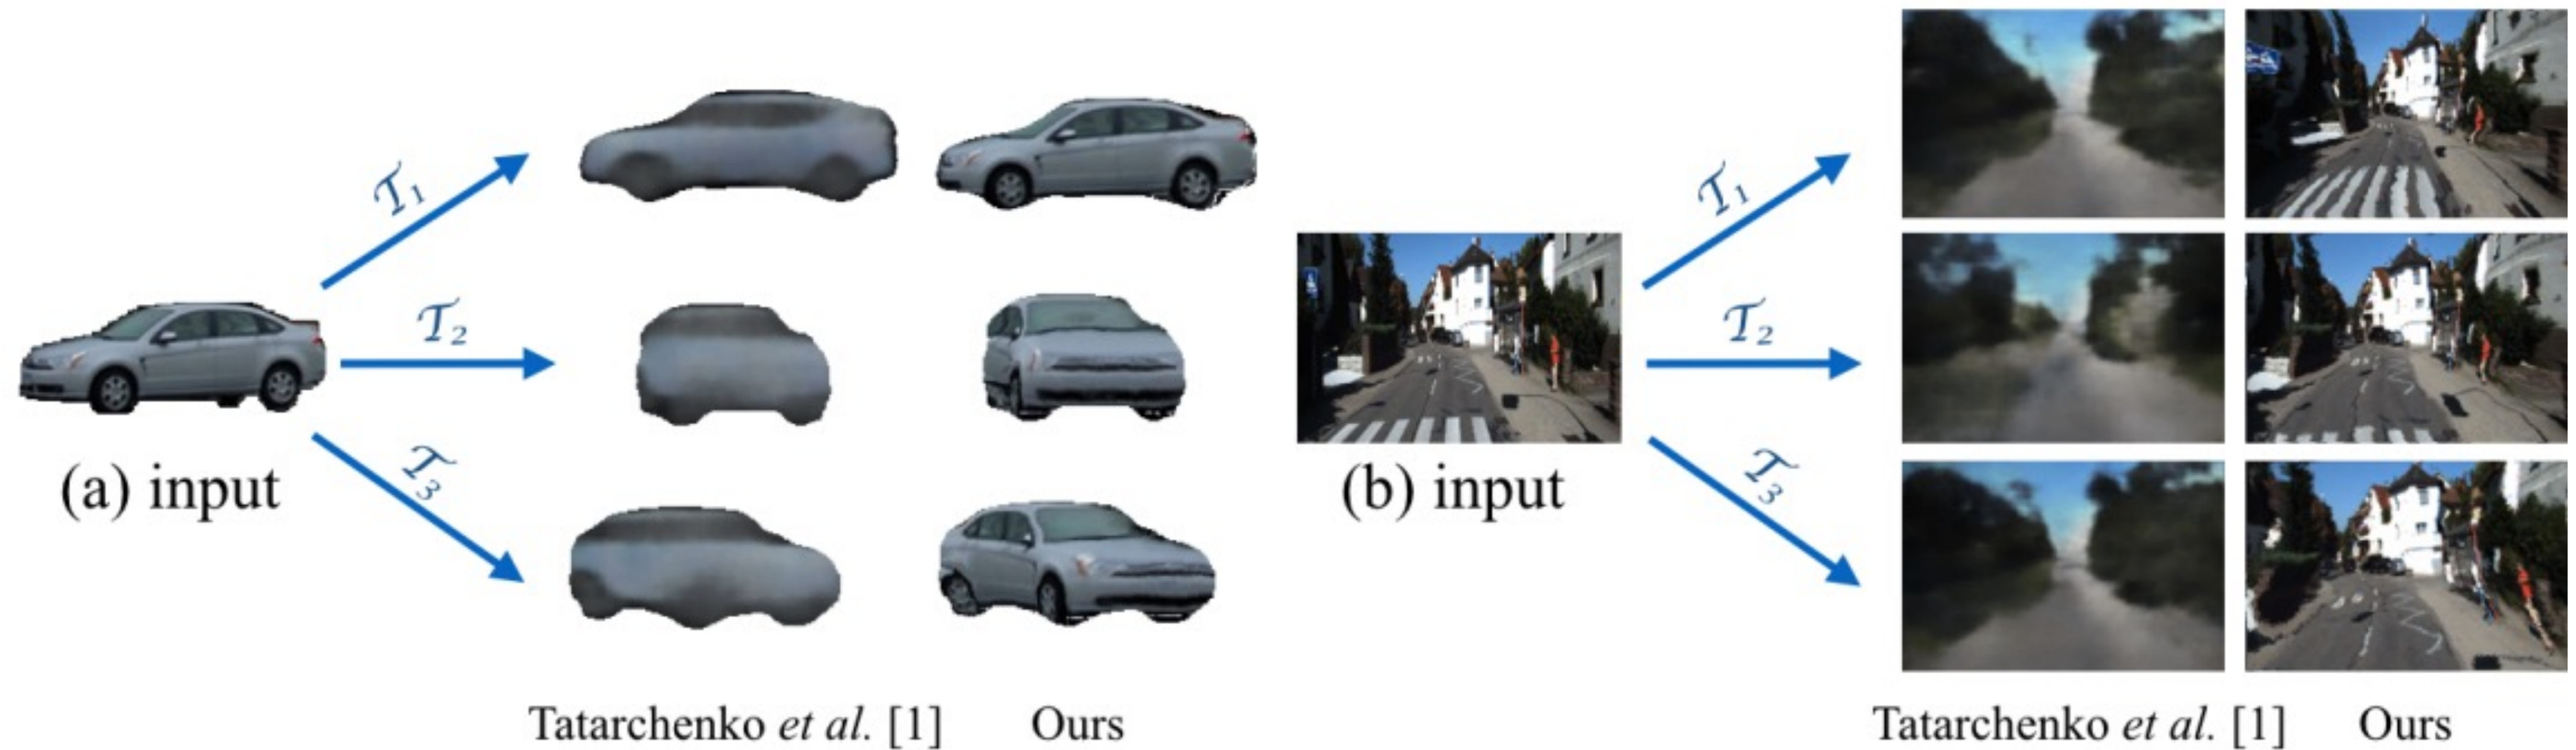 𝒯₁
𝒯₂
𝒯₃
(a) input
Tatarchenko et al. [1]
Ours
𝒯₁
𝒯₂
𝒯₃
(b) input
Tatarchenko et al. [1]
Ours